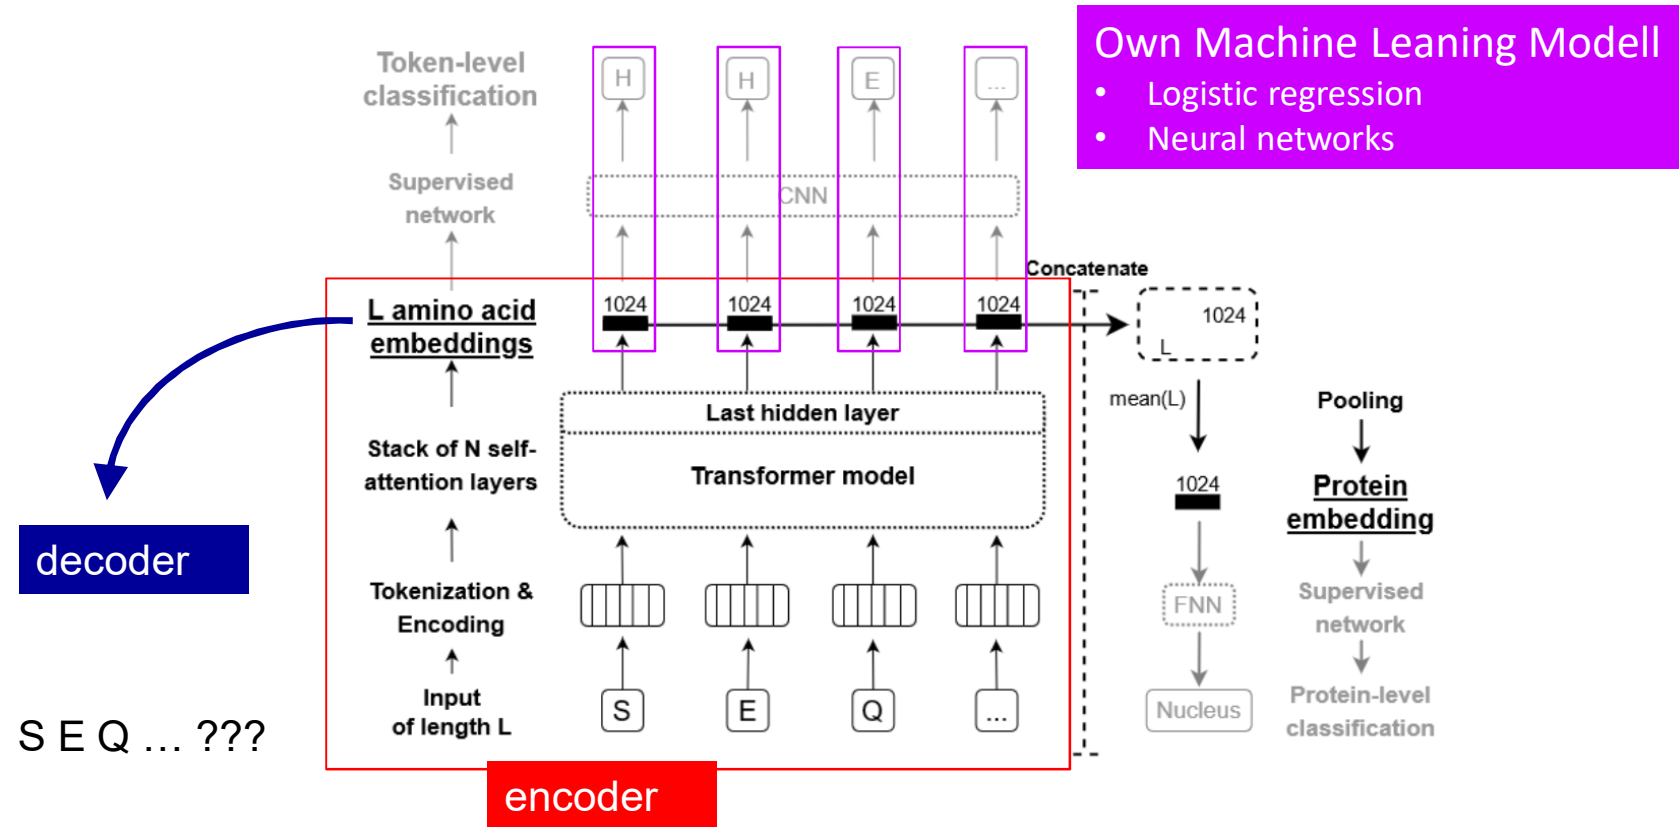 Own Machine Leaning Modell
• Logistic regression
• Neural networks
Token-level
classification
H
H
E
...
Supervised
network
CNN
Concatenate
L amino acid
embeddings
1024
1024
1024
1024
1024
L
Last hidden layer
mean(L)
Pooling
Stack of N self-
attention layers
Transformer model
1024
Protein
embedding
decoder
Tokenization &
Encoding
FNN
Supervised
network
Input
of length L
S
E
Q
...
Nucleus
Protein-level
classification
S E Q … ???
encoder